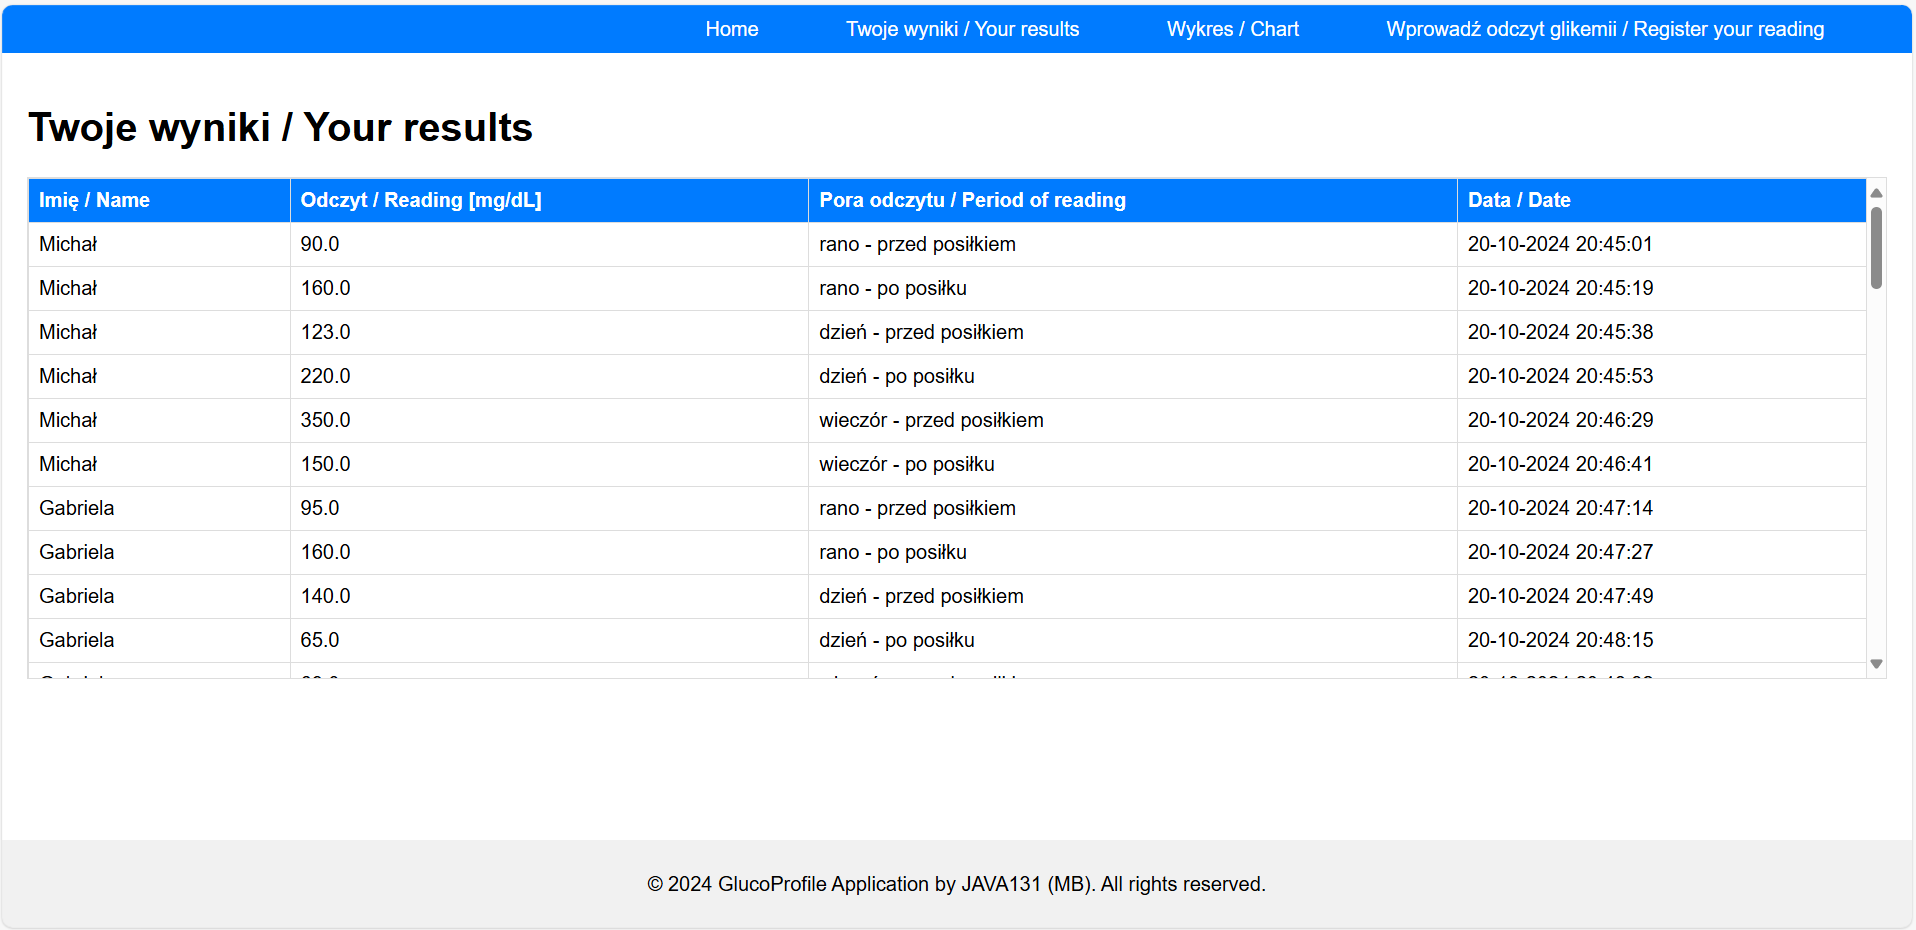 Home Twoje wyniki / Your results Wykres / Chart Wprowadź odczyt glikemii / Register your reading
Twoje wyniki / Your results
Imię / Name Odczyt / Reading [mg/dL] Pora odczytu / Period of reading Data / Date
Michał 90.0 rano - przed posiłkiem 20-10-2024 20:45:01
Michał 160.0 rano - po posiłku 20-10-2024 20:45:19
Michał 123.0 dzień - przed posiłkiem 20-10-2024 20:45:38
Michał 220.0 dzień - po posiłku 20-10-2024 20:45:53
Michał 350.0 wieczór - przed posiłkiem 20-10-2024 20:46:29
Michał 150.0 wieczór - po posiłku 20-10-2024 20:46:41
Gabriela 95.0 rano - przed posiłkiem 20-10-2024 20:47:14
Gabriela 160.0 rano - po posiłku 20-10-2024 20:47:27
Gabriela 140.0 dzień - przed posiłkiem 20-10-2024 20:47:49
Gabriela 65.0 dzień - po posiłku 20-10-2024 20:48:15
© 2024 GlucoProfile Application by JAVA131 (MB). All rights reserved.